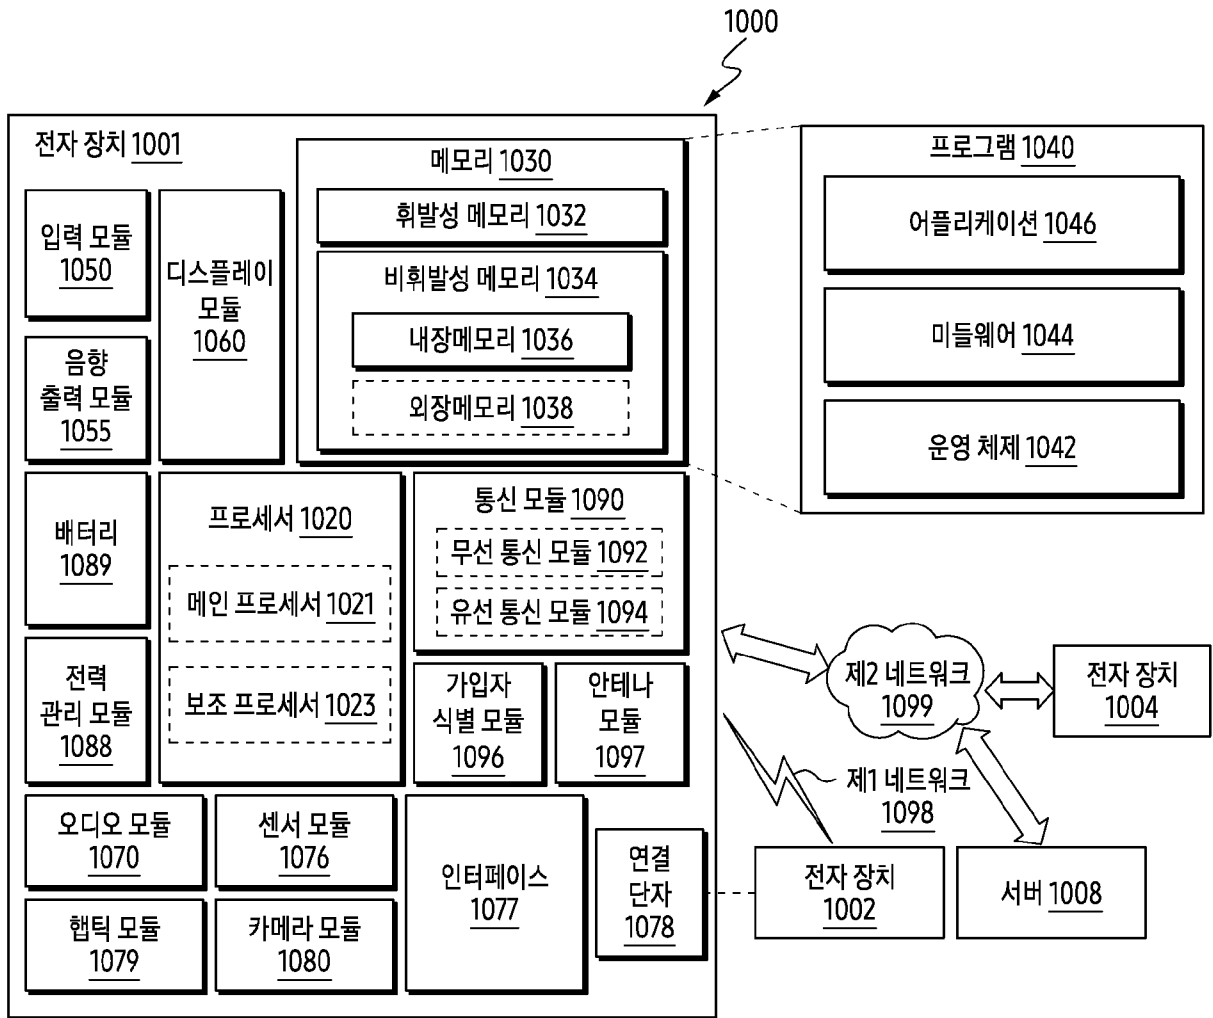 1000
전자 장치 1001
메모리 1030
휘발성 메모리 1032
비휘발성 메모리 1034
내장메모리 1036
외장메모리 1038
프로그램 1040
어플리케이션 1046
미들웨어 1044
운영 체제 1042
입력 모듈
1050
디스플레이
모듈
1060
음향
출력 모듈
1055
배터리
1089
프로세서 1020
메인 프로세서 1021
보조 프로세서 1023
통신 모듈 1090
무선 통신 모듈 1092
유선 통신 모듈 1094
전력
관리 모듈
1088
가입자
식별 모듈
1096
안테나
모듈
1097
제2 네트워크
1099
전자 장치
1004
제1 네트워크
1098
오디오 모듈
1070
센서 모듈
1076
인터페이스
1077
연결
단자
1078
전자 장치
1002
서버 1008
햅틱 모듈
1079
카메라 모듈
1080